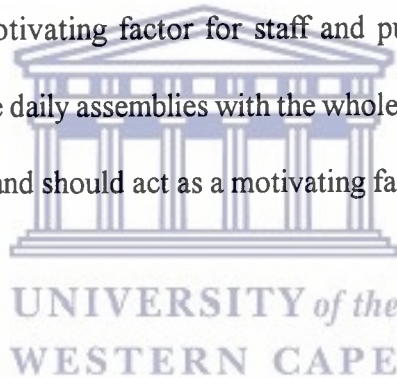 otivating factor for staff and pu
e daily assemblies with the whole
and should act as a motivating fa
UNIVERSITY of the
WESTERN CAPE